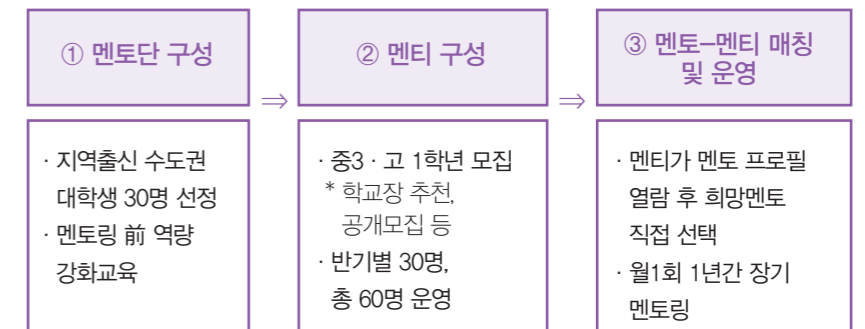 ① 멘토단 구성
⇒
② 멘티 구성
⇒
③ 멘토-멘티 매칭
및 운영
· 지역출신 수도권
대학생 30명 선정
· 멘토링 前 역량
강화교육
· 중3 · 고 1학년 모집
* 학교장 추천,
공개모집 등
· 반기별 30명,
총 60명 운영
· 멘티가 멘토 프로필
열람 후 희망멘토
직접 선택
· 월1회 1년간 장기
멘토링